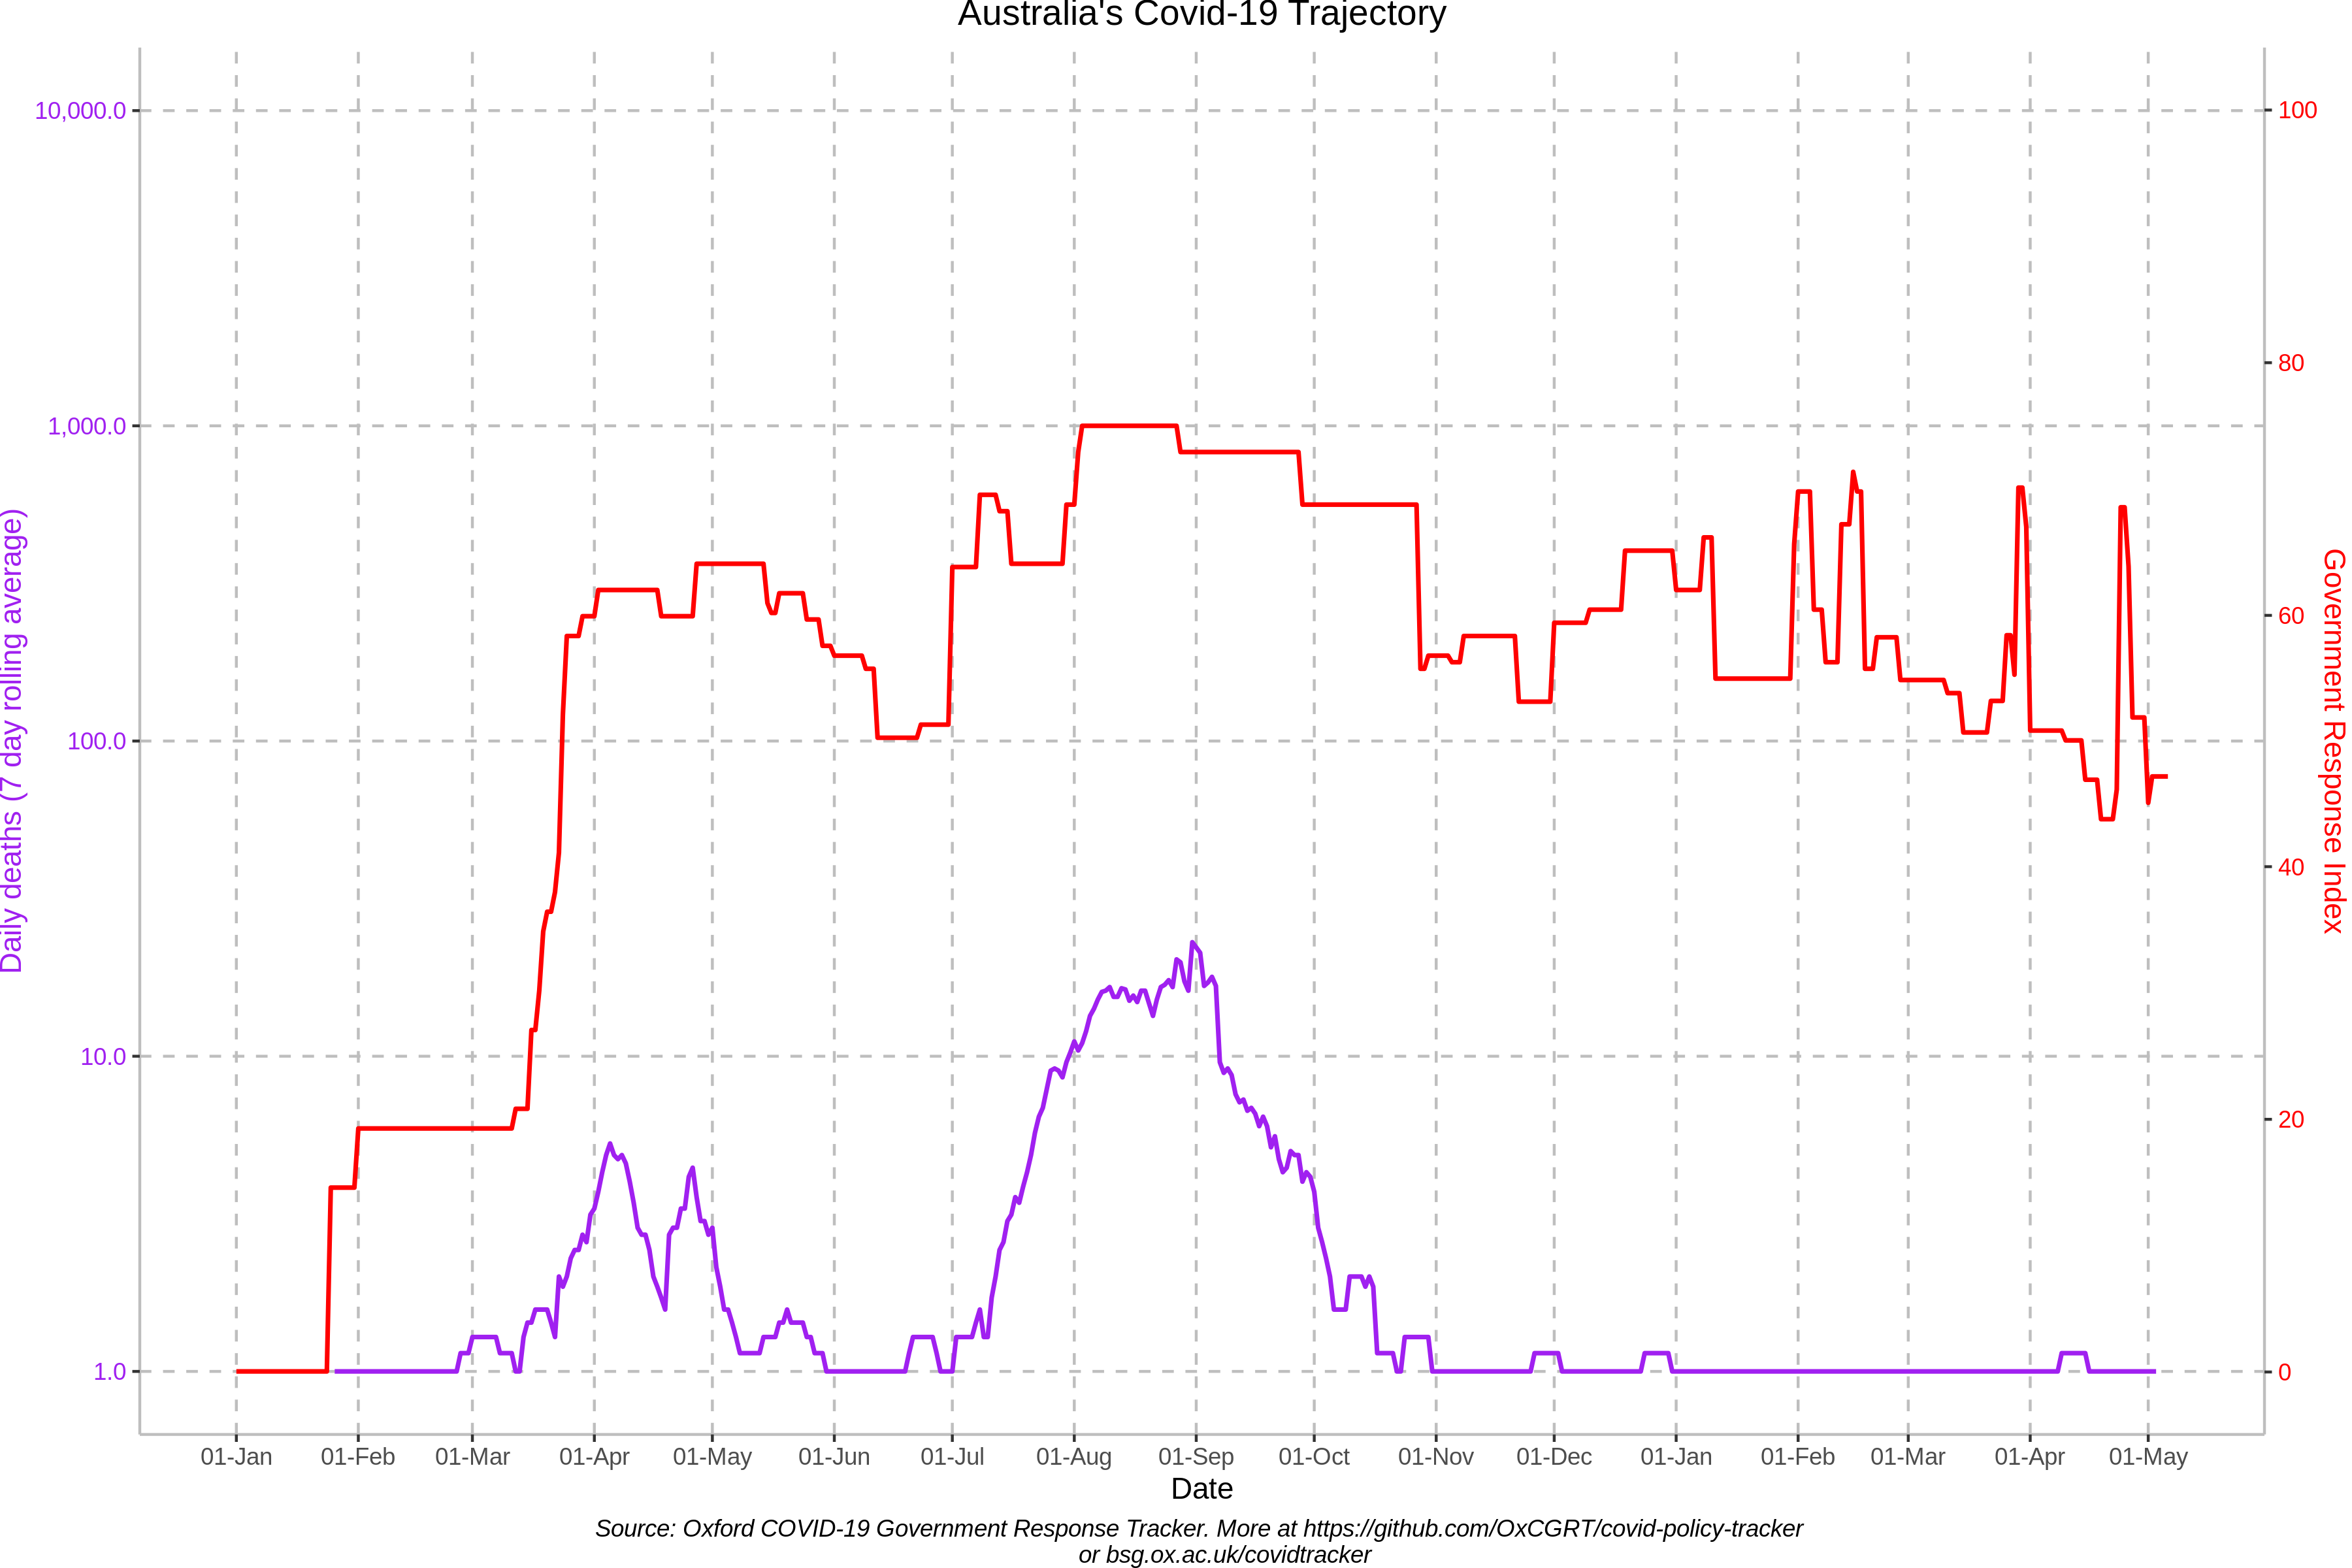 Australia's Covid-19 Trajectory
10,000.0
1,000.0
100.0
10.0
1.0
Daily deaths (7 day rolling average)
100
80
60
40
20
0
Government Response Index
01-Jan 01-Feb 01-Mar 01-Apr 01-May 01-Jun 01-Jul 01-Aug 01-Sep 01-Oct 01-Nov 01-Dec 01-Jan 01-Feb 01-Mar 01-Apr 01-May
Date
Source: Oxford COVID-19 Government Response Tracker. More at https://github.com/OxCGRT/covid-policy-tracker
or bsg.ox.ac.uk/covidtracker